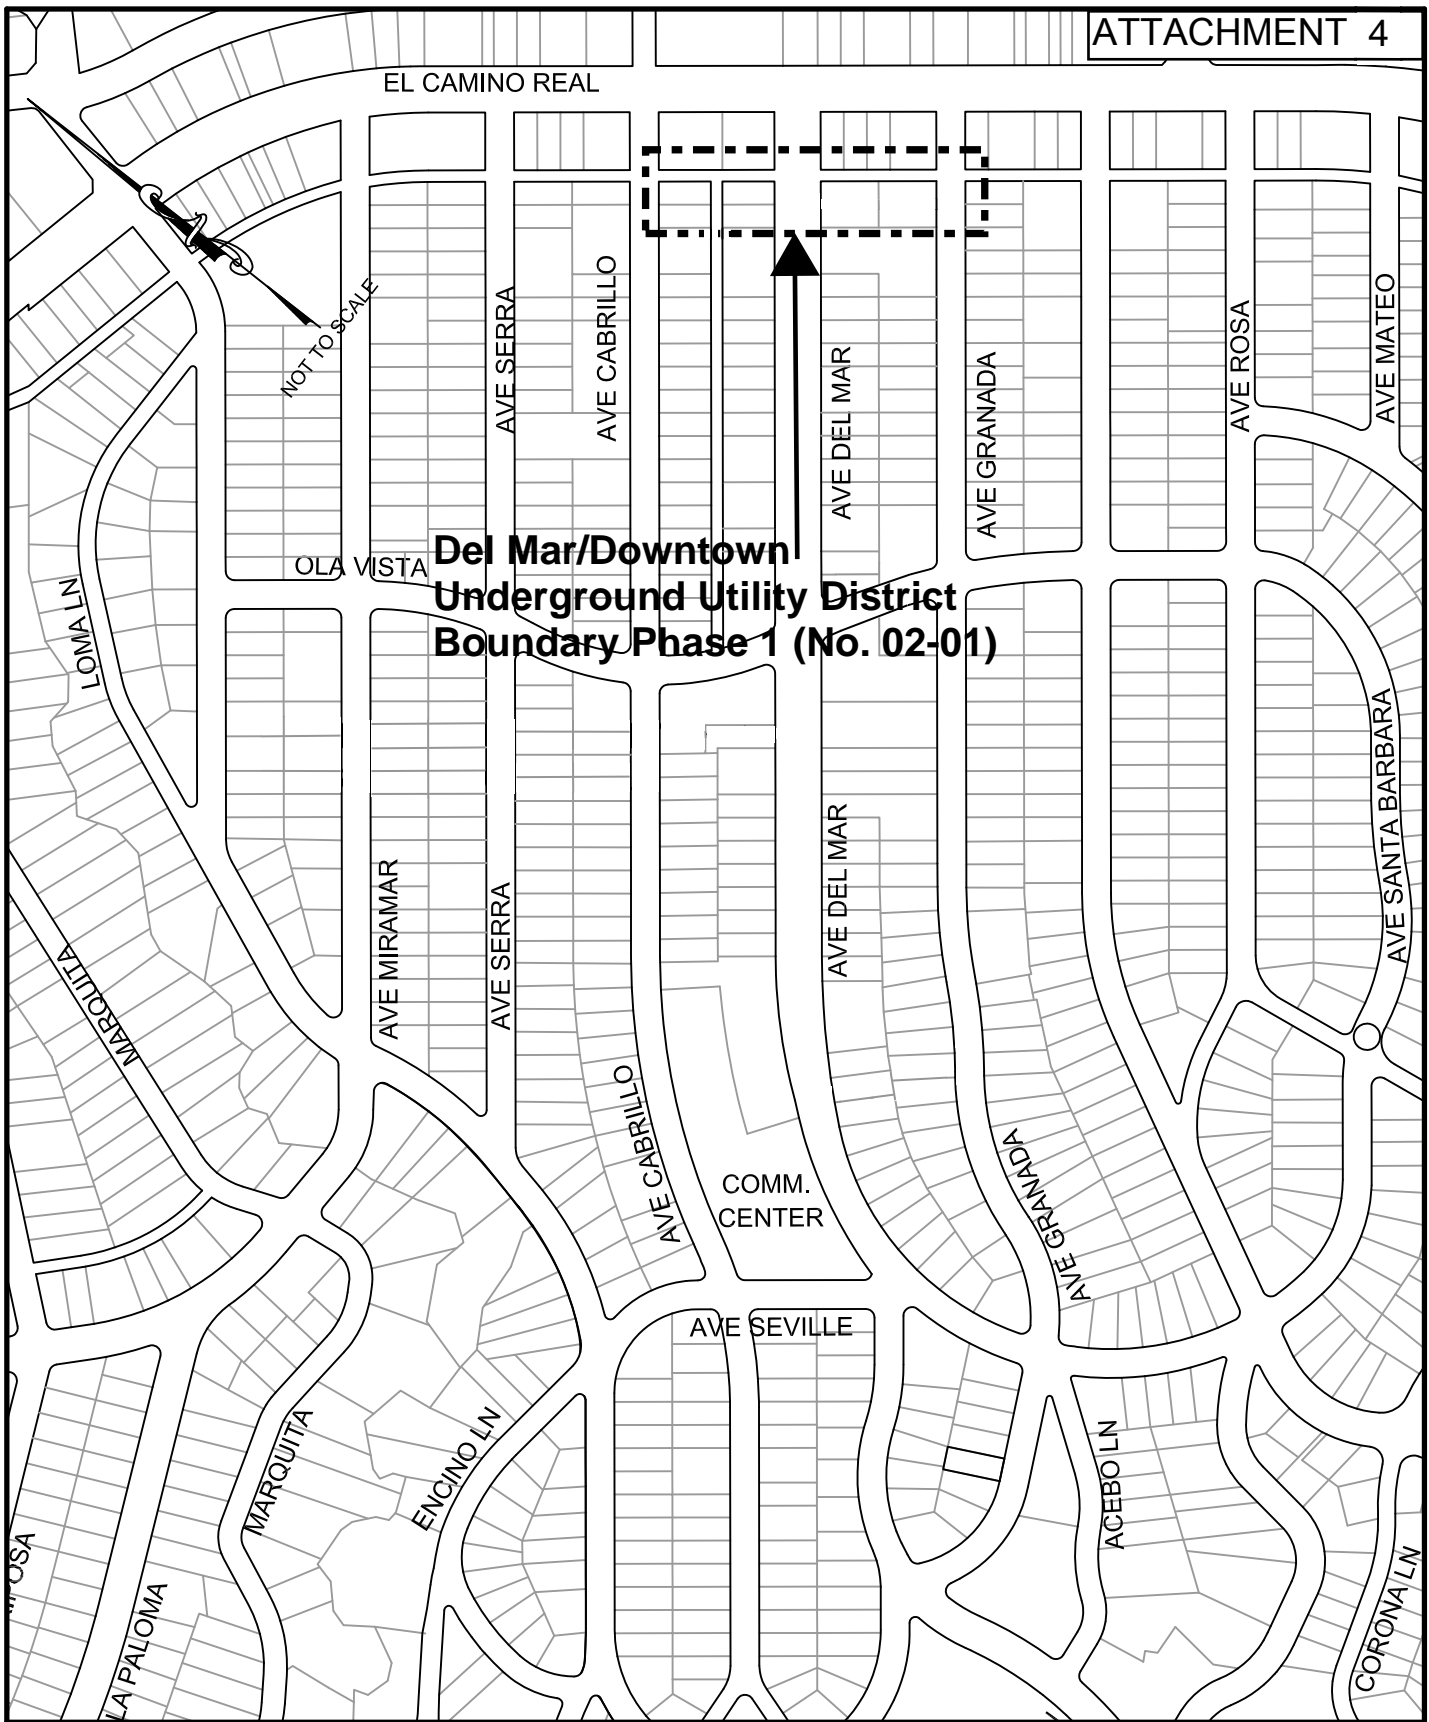 ATTACHMENT 4
EL CAMINO REAL
NOT TO SCALE
AVE SERRA
AVE CABRILLO
AVE DEL MAR
AVE GRANADA
AVE ROSA
AVE MATEO
OLA VISTA
Del Mar/Downtown
Underground Utility District
Boundary Phase 1 (No. 02-01)
LOMA LN
AVE SANTA BARBARA
AVE MIRAMAR
AVE SERRA
AVE DEL MAR
MARQUITA
AVE CABRILLO
AVE GRANADA
COMM.
CENTER
AVE SEVILLE
MARQUITA
ENCINO LN
ACEBO LN
CORONA LN
LA PALOMA